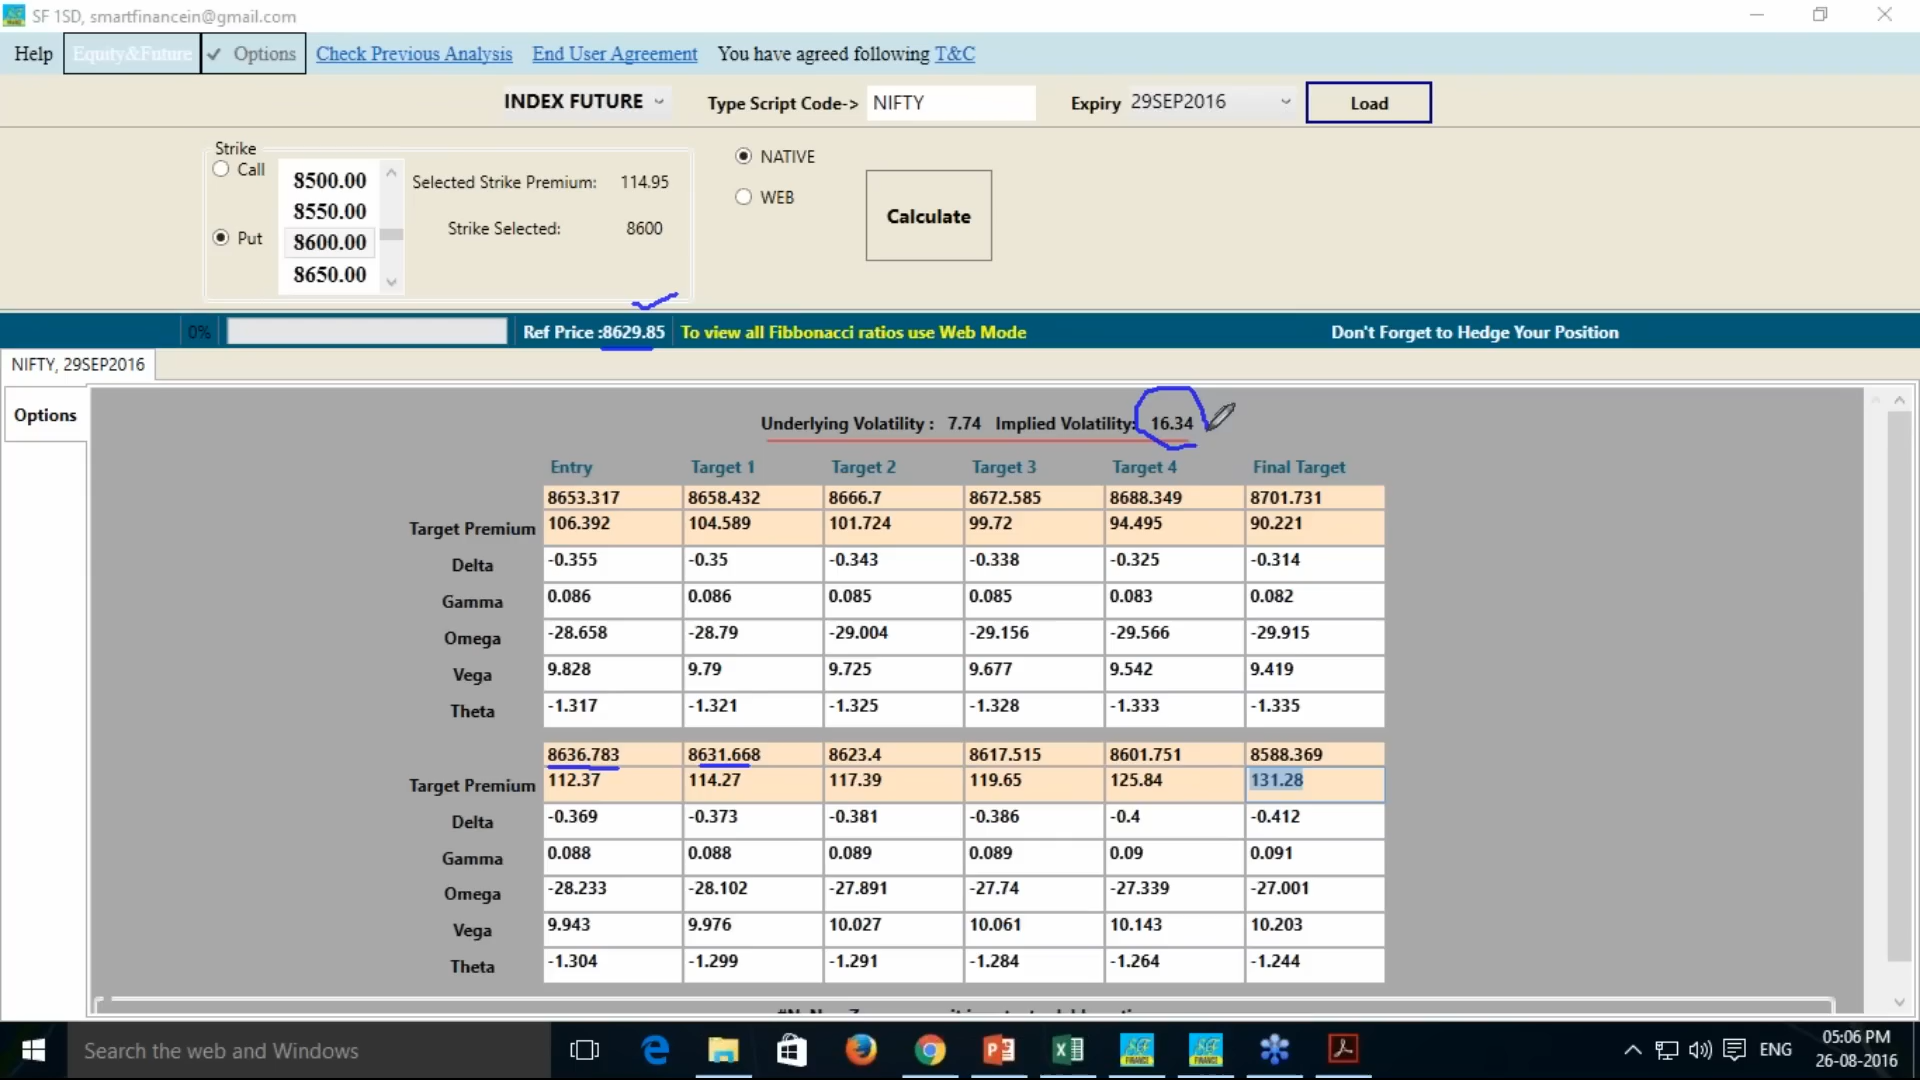 SF 1SD, smartfinancein@gmail.com
Help Equity&Future ✓ Options Check Previous Analysis End User Agreement You have agreed following T&C
INDEX FUTURE Type Script Code-> NIFTY Expiry 29SEP2016 Load
Strike
Call
Put
8500.00
8550.00
8600.00
8650.00
Selected Strike Premium: 114.95
Strike Selected: 8600
NATIVE
WEB
Calculate
0% Ref Price :8629.85 To view all Fibbonacci ratios use Web Mode Don't Forget to Hedge Your Position
NIFTY, 29SEP2016
Options
Underlying Volatility : 7.74 Implied Volatility: 16.34
Entry Target 1 Target 2 Target 3 Target 4 Final Target
8653.317 8658.432 8666.7 8672.585 8688.349 8701.731
Target Premium 106.392 104.589 101.724 99.72 94.495 90.221
Delta -0.355 -0.35 -0.343 -0.338 -0.325 -0.314
Gamma 0.086 0.086 0.085 0.085 0.083 0.082
Omega -28.658 -28.79 -29.004 -29.156 -29.566 -29.915
Vega 9.828 9.79 9.725 9.677 9.542 9.419
Theta -1.317 -1.321 -1.325 -1.328 -1.333 -1.335
8636.783 8631.668 8623.4 8617.515 8601.751 8588.369
Target Premium 112.37 114.27 117.39 119.65 125.84 131.28
Delta -0.369 -0.373 -0.381 -0.386 -0.4 -0.412
Gamma 0.088 0.088 0.089 0.089 0.09 0.091
Omega -28.233 -28.102 -27.891 -27.74 -27.339 -27.001
Vega 9.943 9.976 10.027 10.061 10.143 10.203
Theta -1.304 -1.299 -1.291 -1.284 -1.264 -1.244
Search the web and Windows
ENG
05:06 PM
26-08-2016